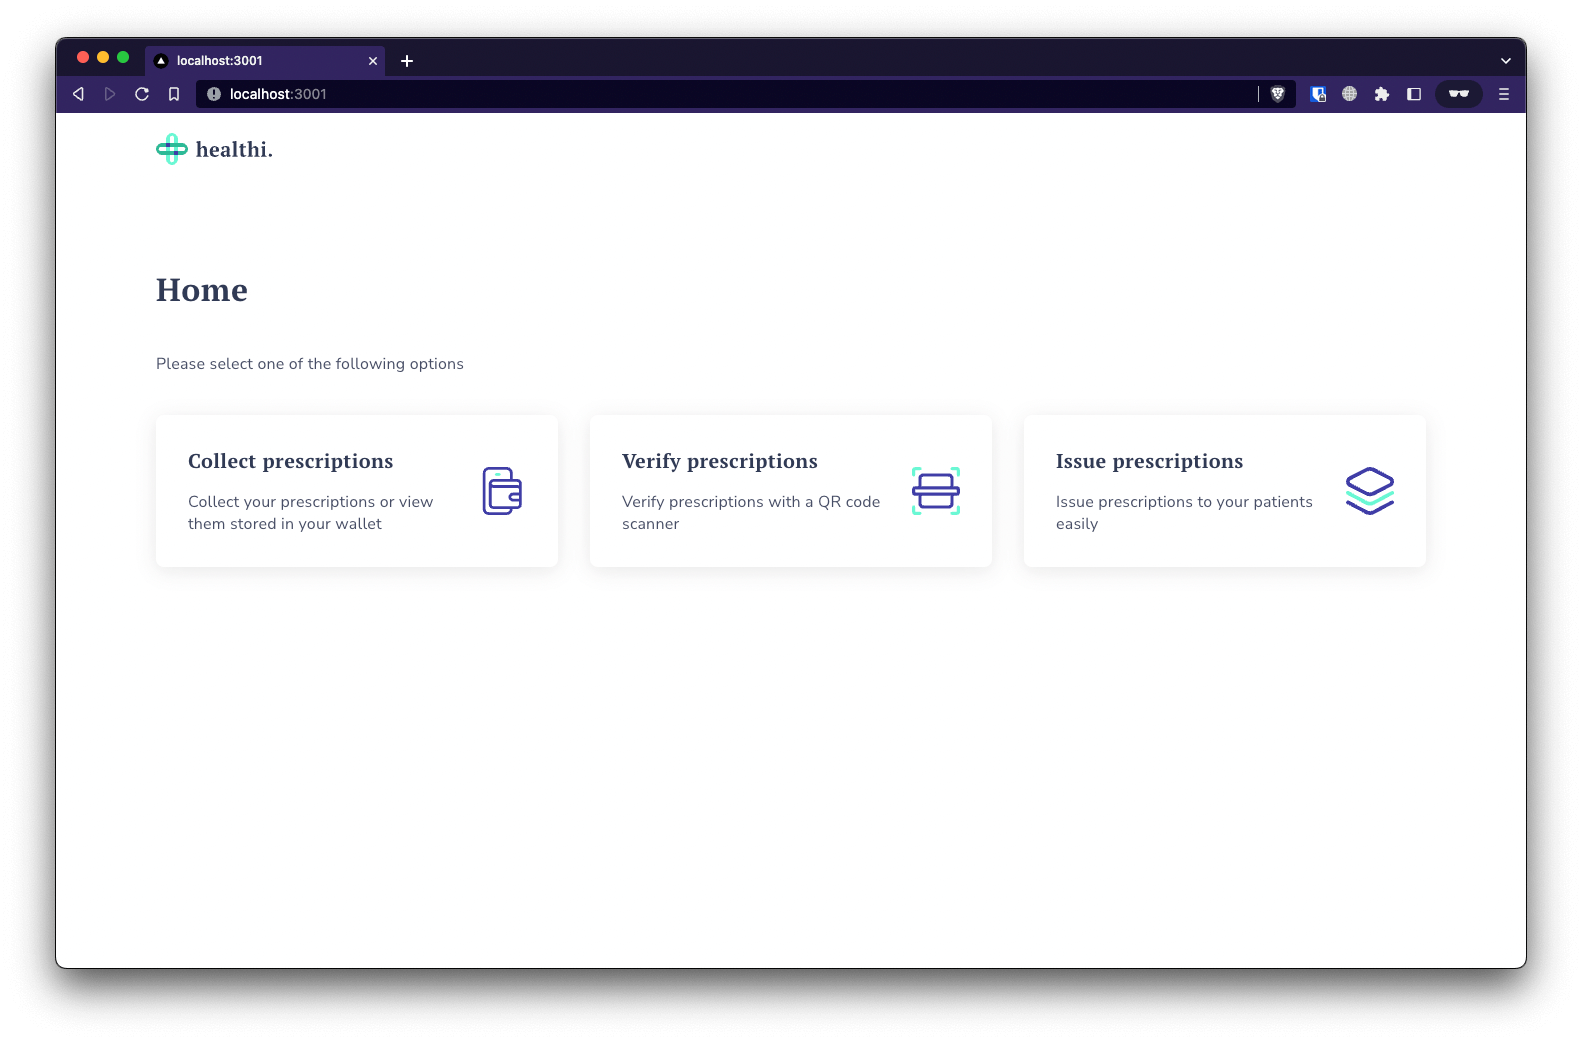 localhost:3001
localhost:3001
healthi.
Home
Please select one of the following options
Collect prescriptions
Collect your prescriptions or view
them stored in your wallet
Verify prescriptions
Verify prescriptions with a QR code
scanner
Issue prescriptions
Issue prescriptions to your patients
easily